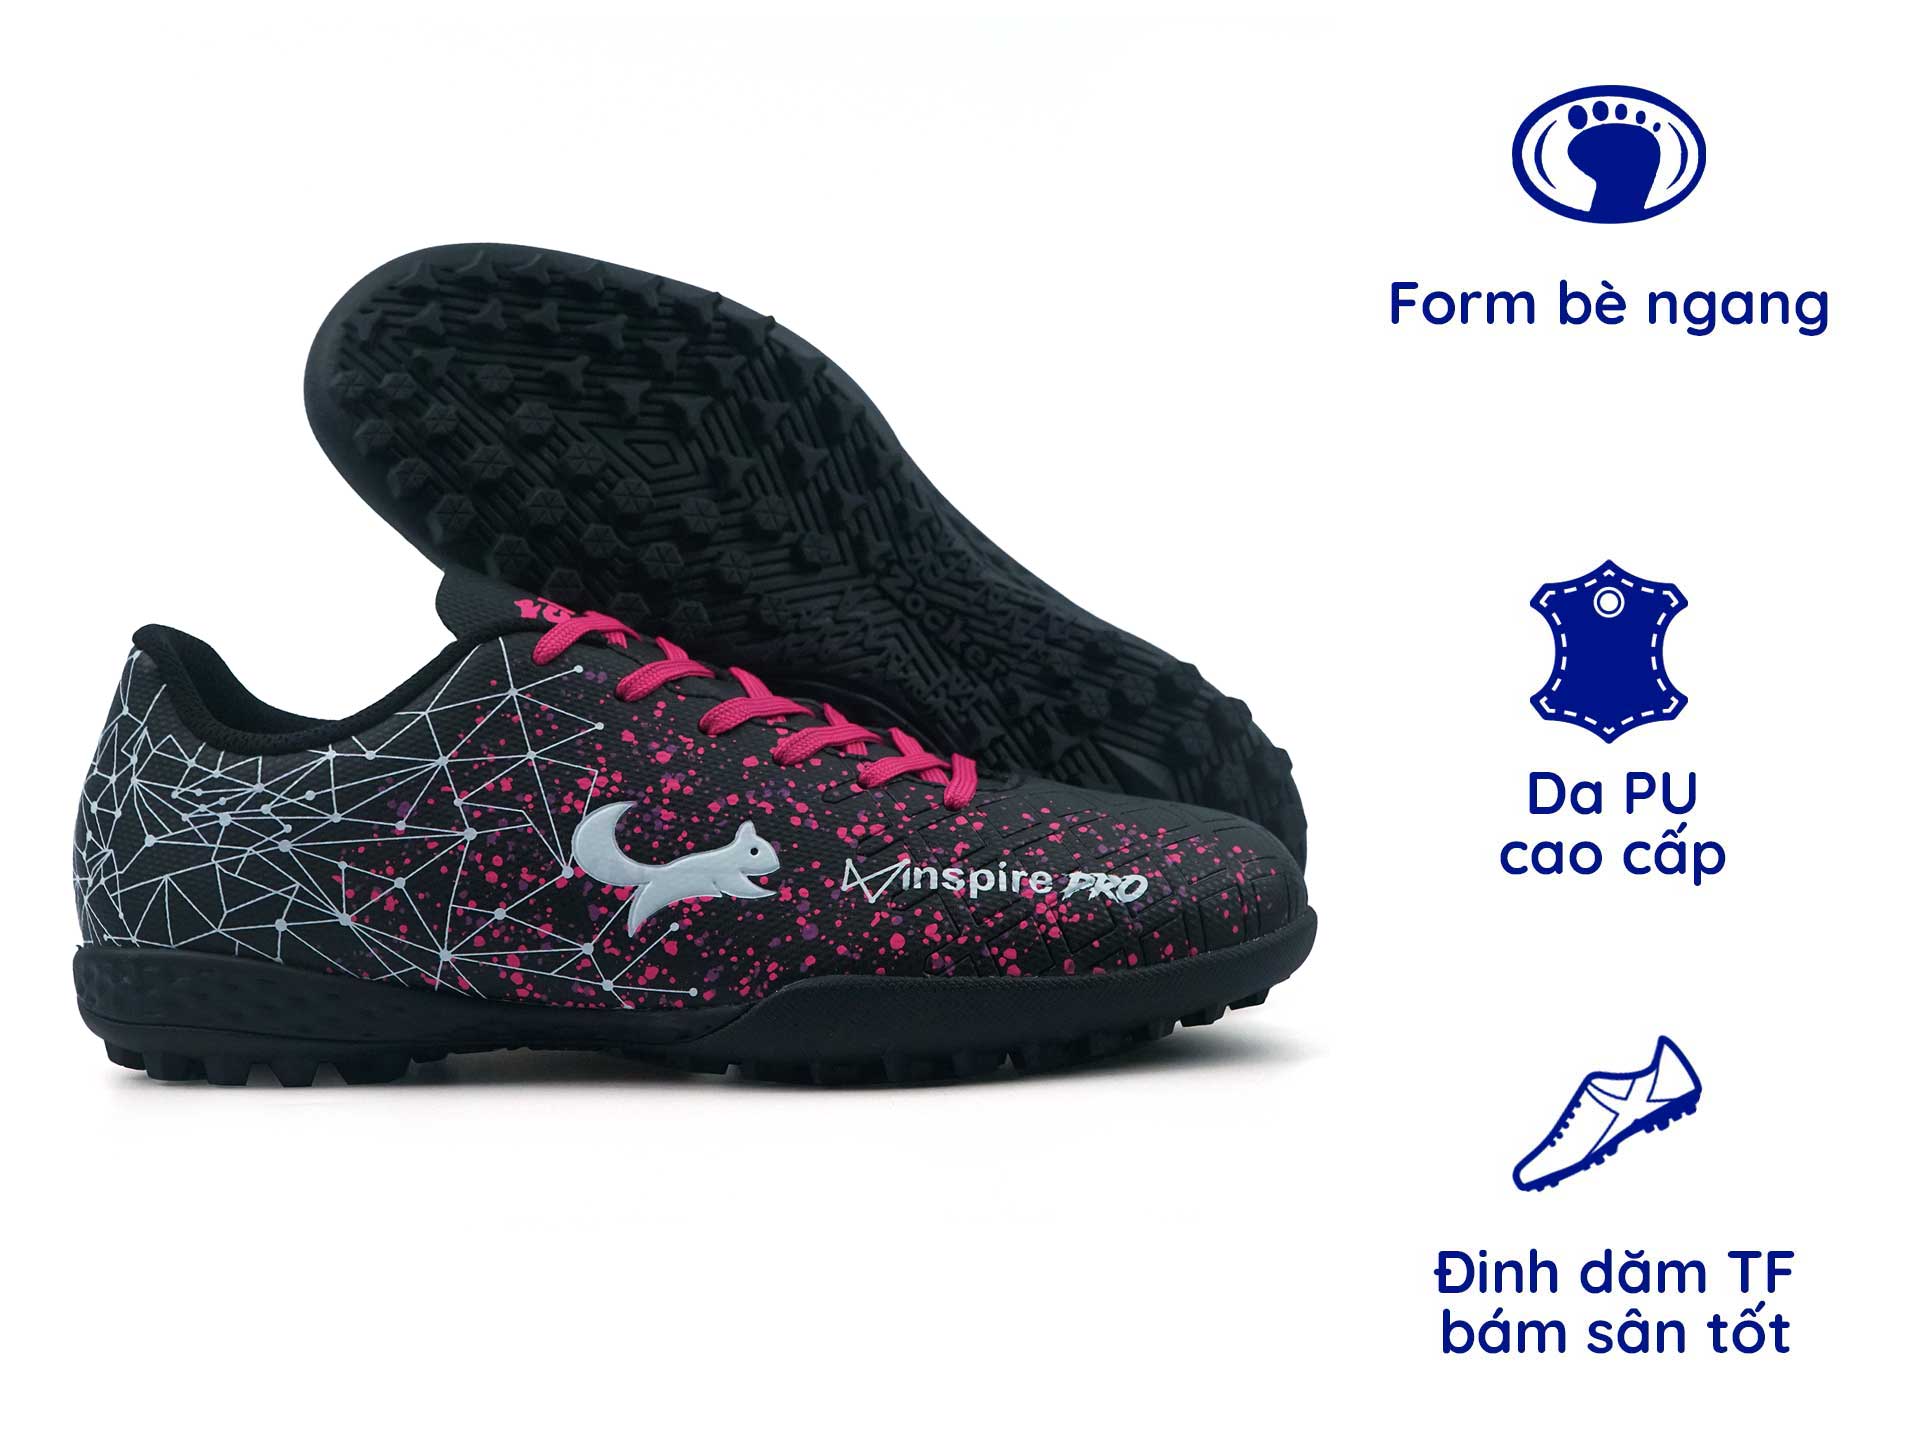 Form bè ngang
Da PU
cao cấp
inspire PRO
Đinh dăm TF
bám sân tốt